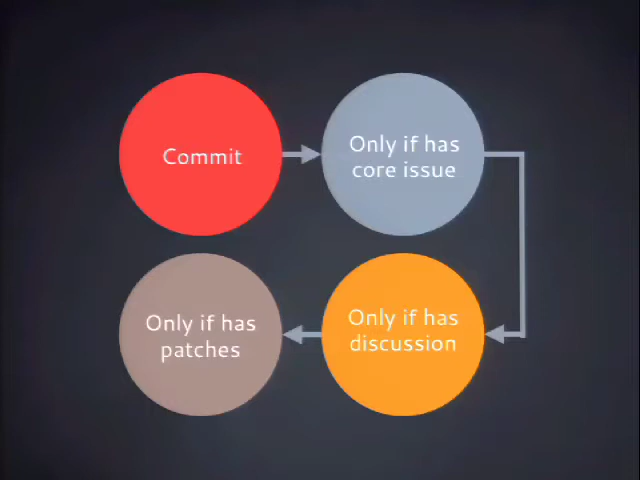 Commit
Only if has
core issue
Only if has
discussion
Only if has
patches